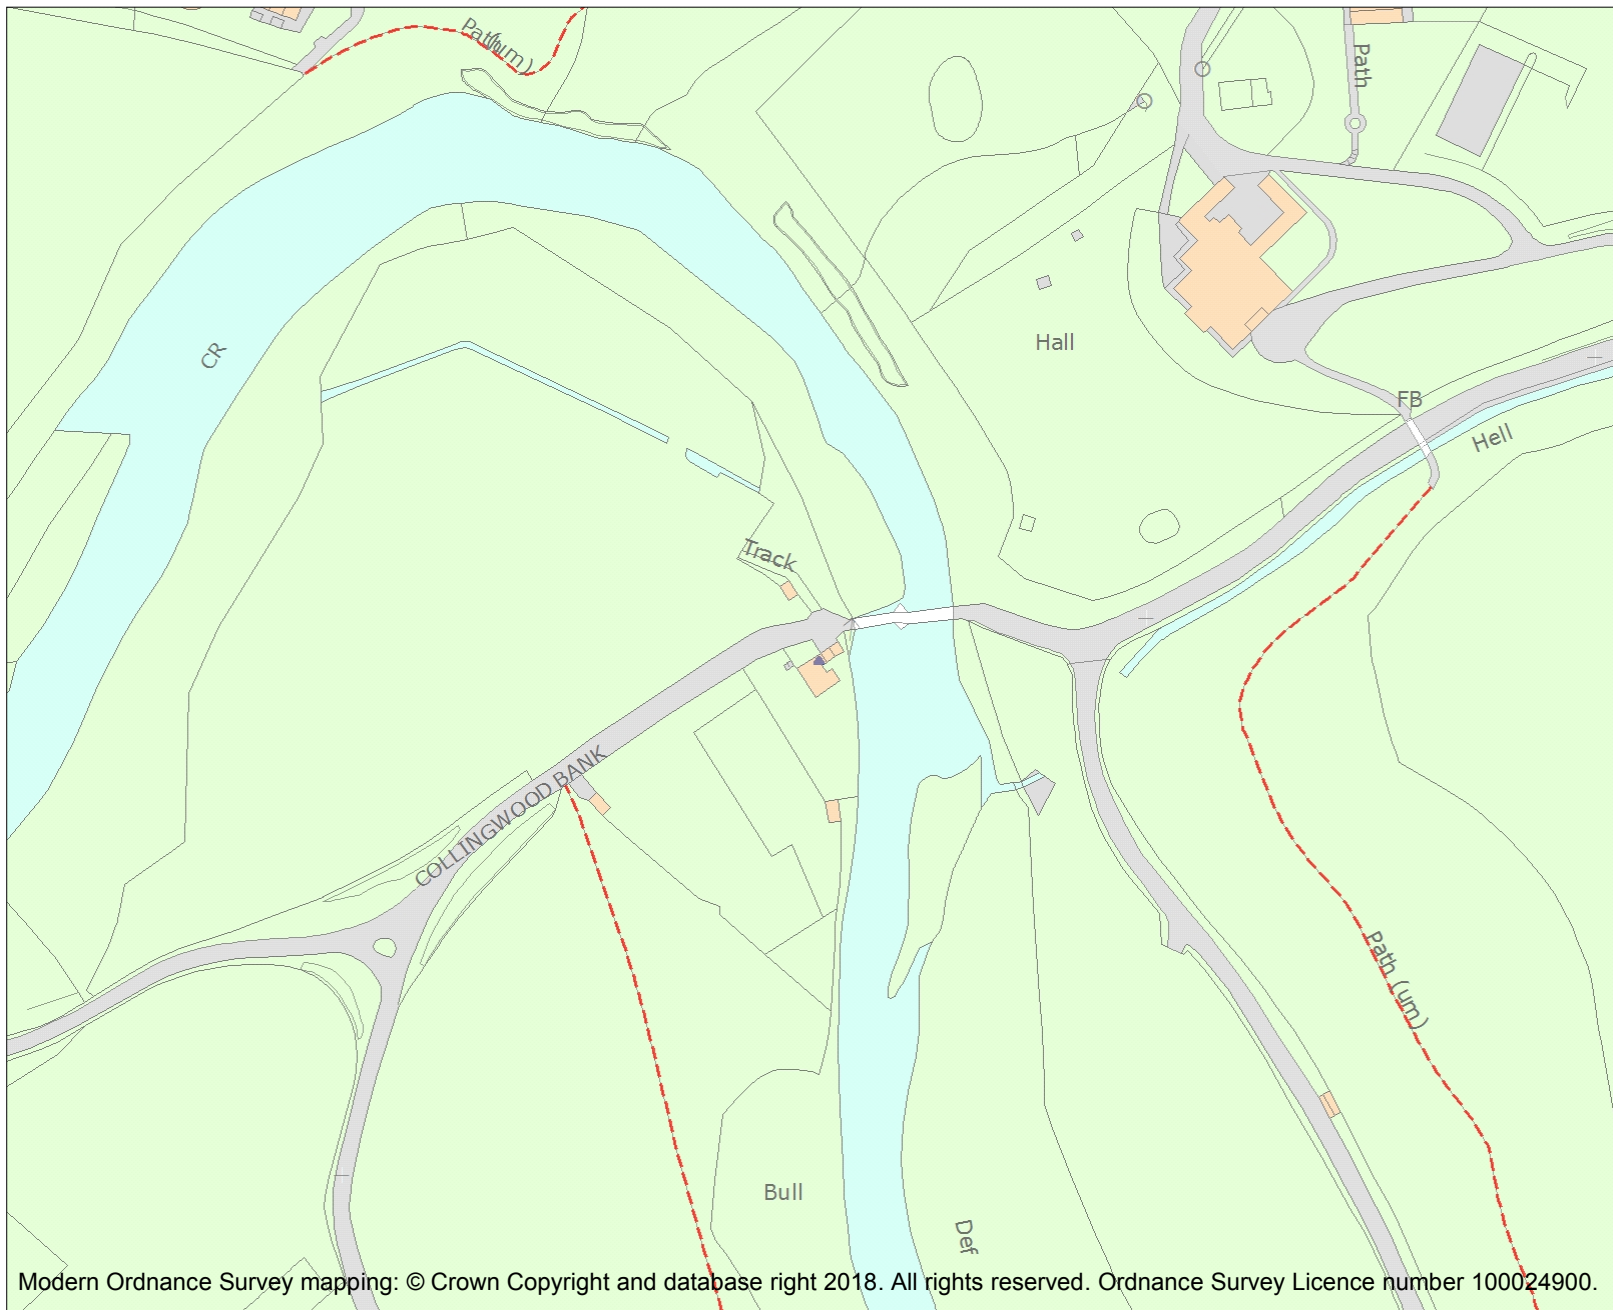 Path (um)
Path
CR
Hall
FB
Hell
Track
COLLINGWOOD BANK
Path (um)
Bull
Def
Modern Ordnance Survey mapping: © Crown Copyright and database right 2018. All rights reserved. Ordnance Survey Licence number 100024900.